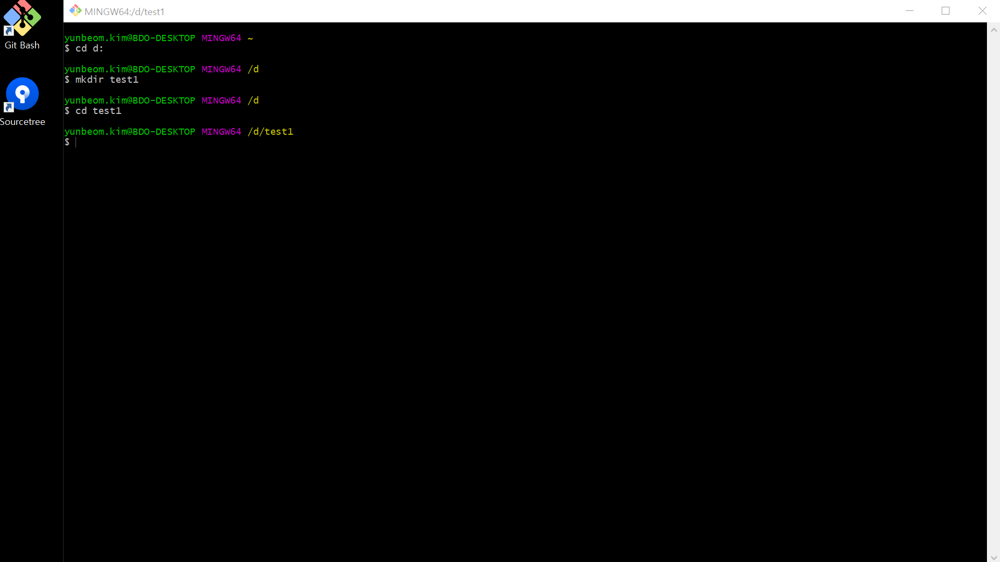 MINGW64:/d/test1
Git Bash
Sourcetree
yunbeom.kim@BDO-DESKTOP MINGW64 ~
$ cd d:
yunbeom.kim@BDO-DESKTOP MINGW64 /d
$ mkdir test1
yunbeom.kim@BDO-DESKTOP MINGW64 /d
$ cd test1
yunbeom.kim@BDO-DESKTOP MINGW64 /d/test1
$